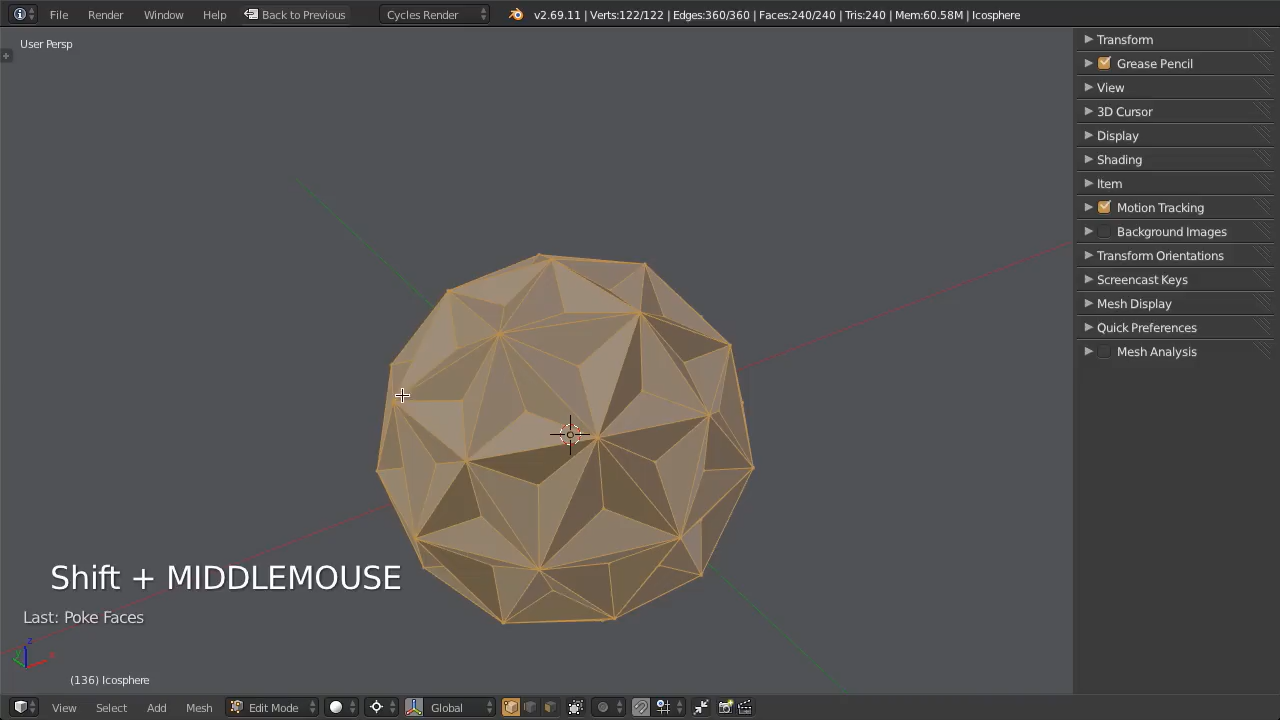 File Render Window Help Back to Previous Cycles Render v2.69.11 | Verts:122/122 | Edges:360/360 | Faces:240/240 | Tris:240 | Mem:60.58M | Icosphere
User Persp
Transform
Grease Pencil
View
3D Cursor
Display
Shading
Item
Motion Tracking
Background Images
Transform Orientations
Screencast Keys
Mesh Display
Quick Preferences
Mesh Analysis
Shift + MIDDLEMOUSE
Last: Poke Faces
(136) Icosphere
View Select Add Mesh Edit Mode Global